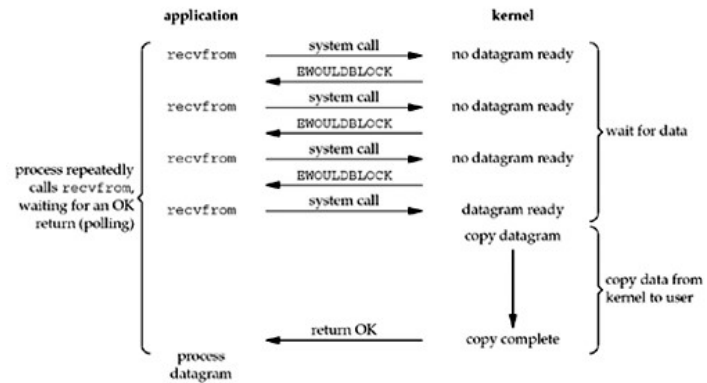 application kernel
recvfrom system call no datagram ready
EWOULDBLOCK
recvfrom system call no datagram ready
EWOULDBLOCK
wait for data
recvfrom system call no datagram ready
process repeatedly
calls recvfrom,
waiting for an OK
return (polling)
EWOULDBLOCK
recvfrom system call datagram ready
copy datagram
copy data from
kernel to user
return OK copy complete
process
datagram